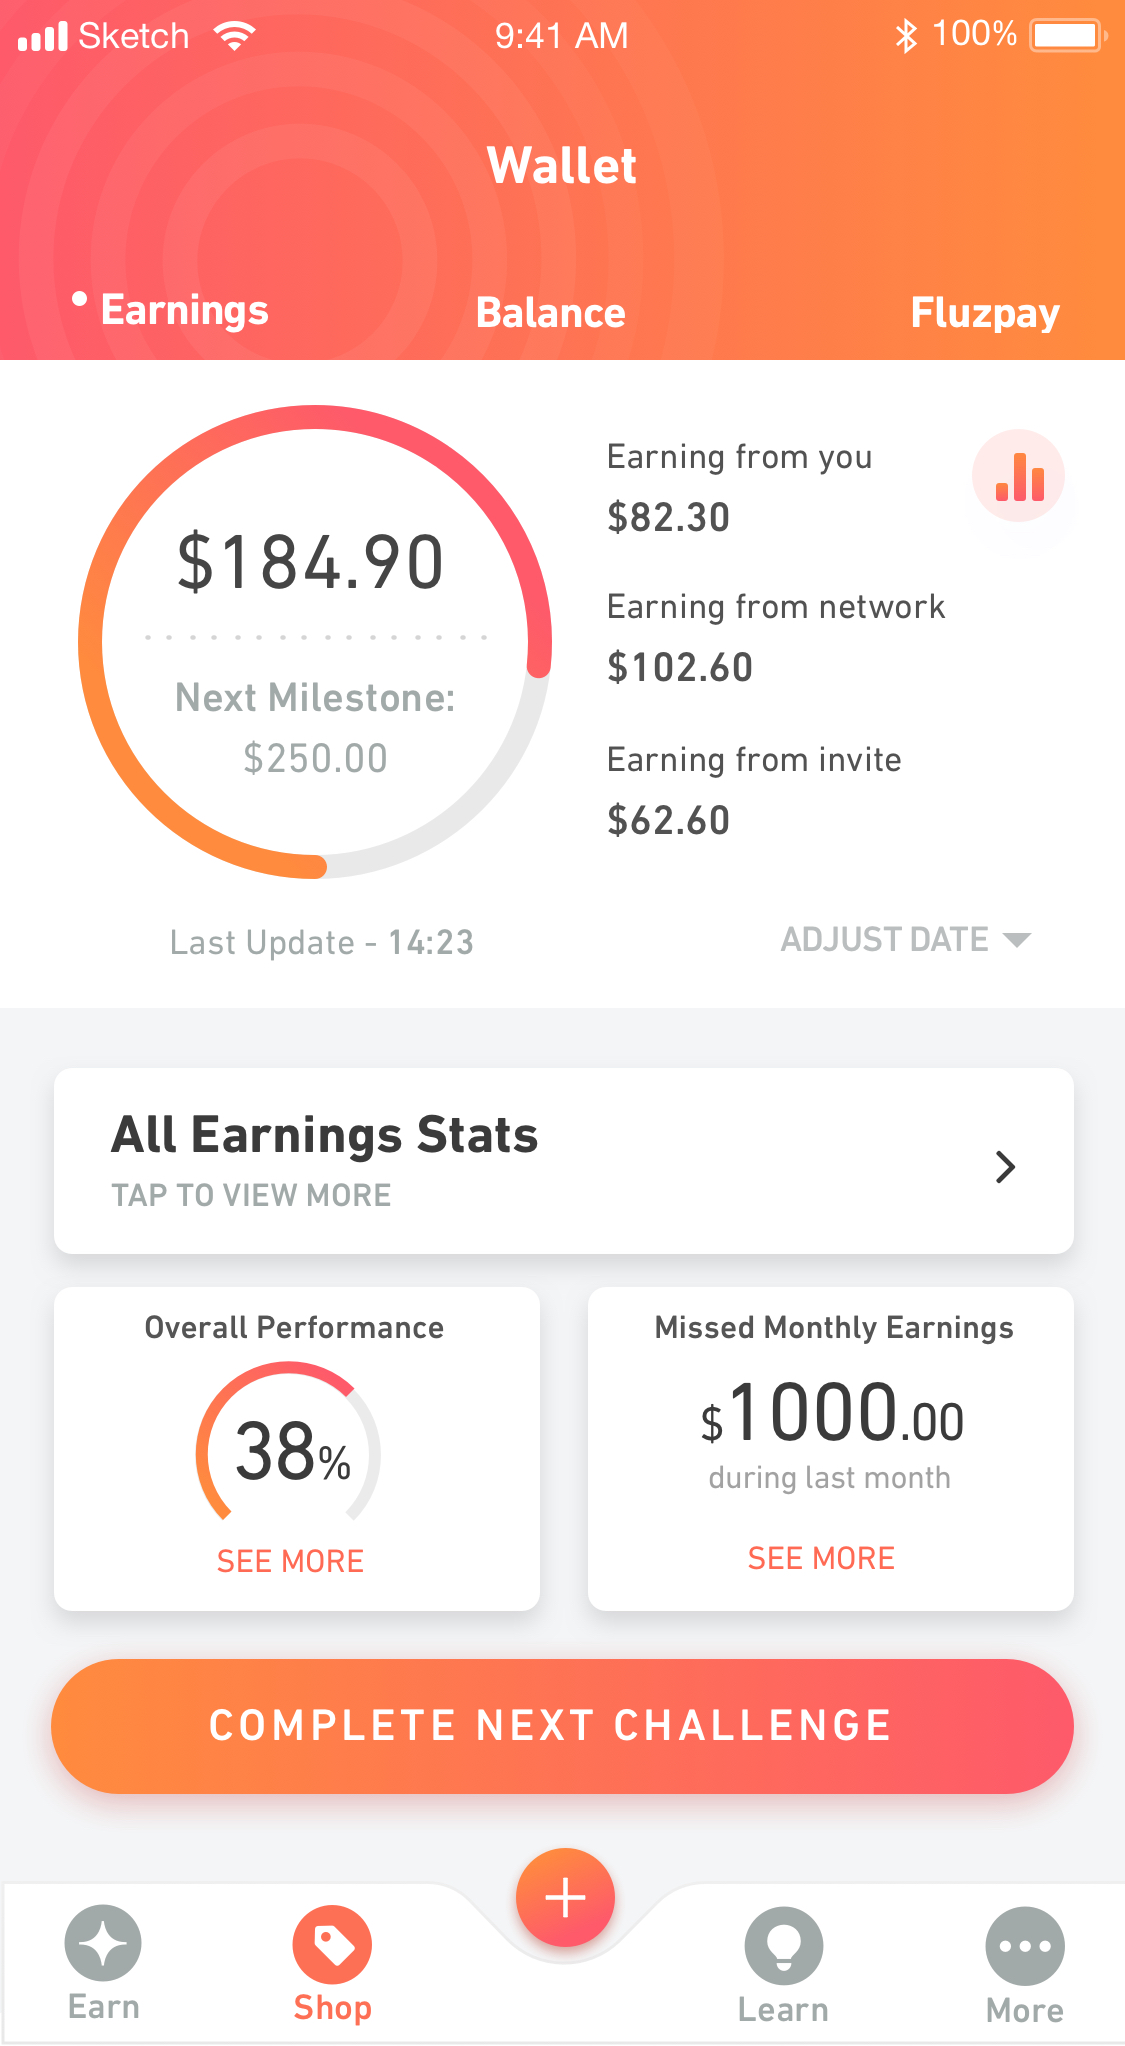 Sketch 9:41 AM 100%
Wallet
Earnings Balance Fluzpay
$184.90
Next Milestone:
$250.00
Last Update - 14:23
Earning from you
$82.30
Earning from network
$102.60
Earning from invite
$62.60
ADJUST DATE
All Earnings Stats
TAP TO VIEW MORE
Overall Performance
38%
SEE MORE
Missed Monthly Earnings
$1000.00
during last month
SEE MORE
COMPLETE NEXT CHALLENGE
Earn Shop Learn More